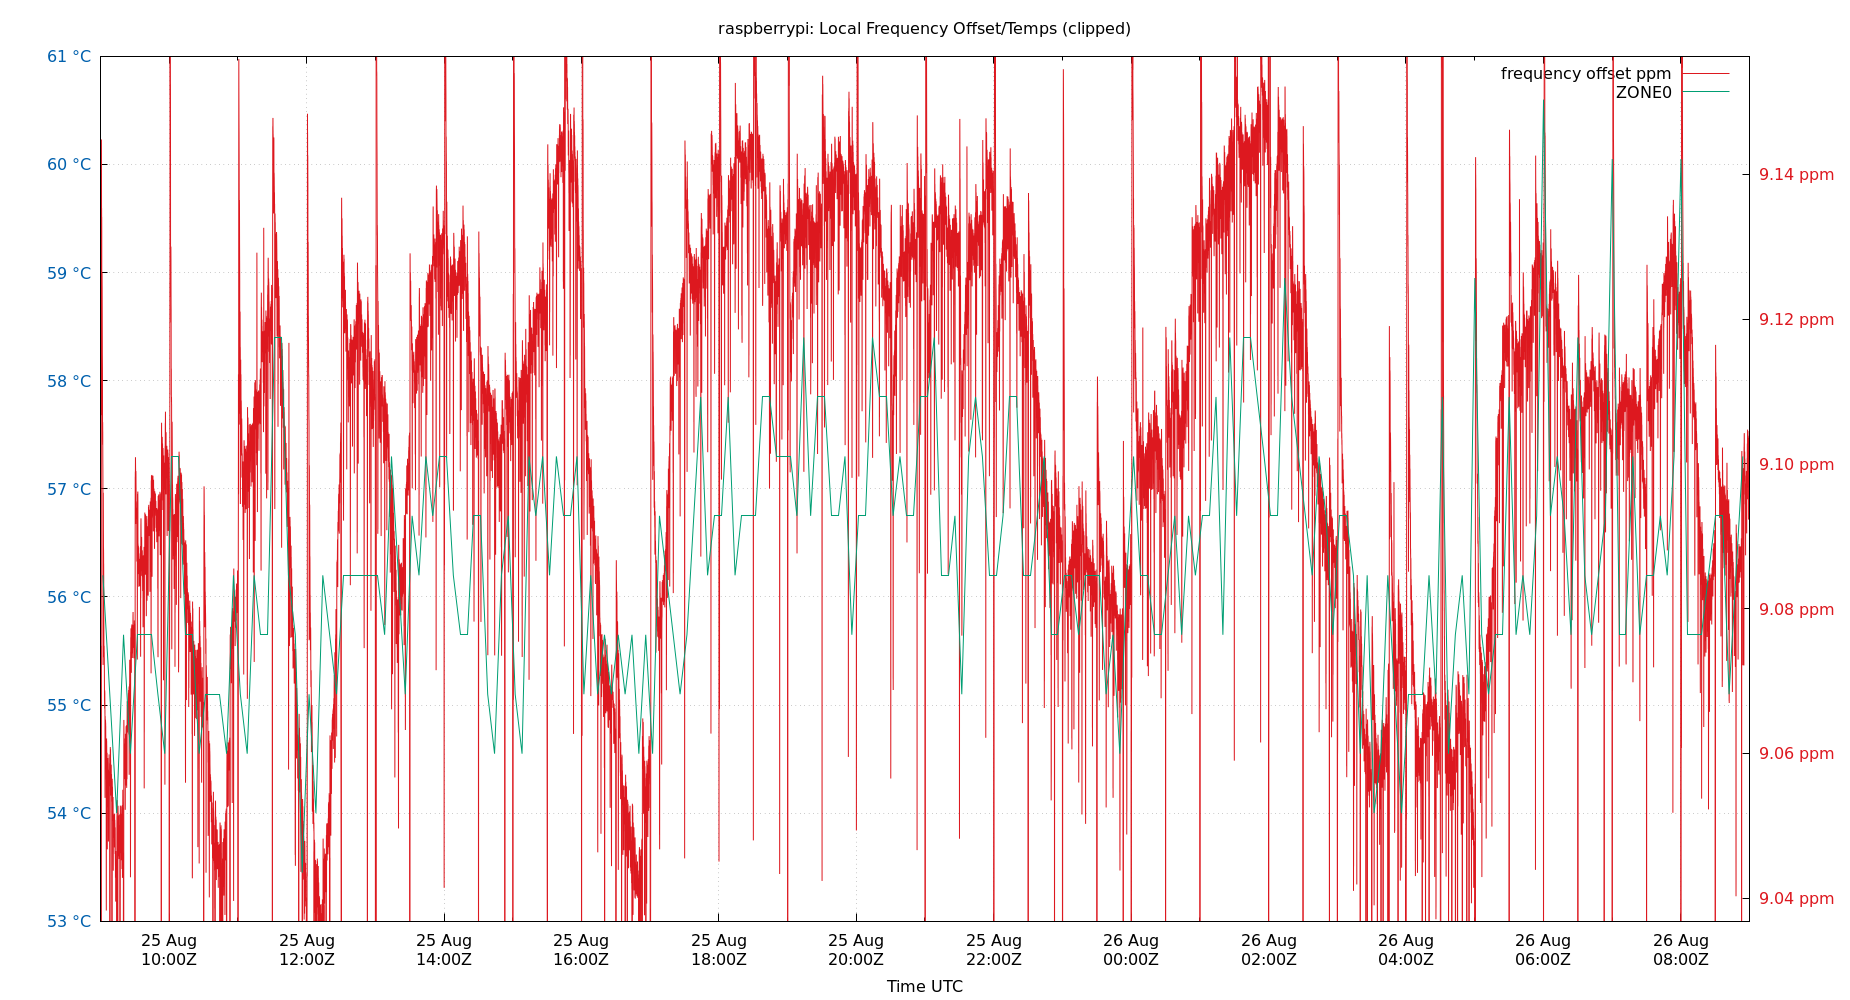 raspberrypi: Local Frequency Offset/Temps (clipped)
61 °C
60 °C
59 °C
58 °C
57 °C
56 °C
55 °C
54 °C
53 °C
frequency offset ppm
ZONE0
9.14 ppm
9.12 ppm
9.10 ppm
9.08 ppm
9.06 ppm
9.04 ppm
25 Aug
10:00Z
25 Aug
12:00Z
25 Aug
14:00Z
25 Aug
16:00Z
25 Aug
18:00Z
25 Aug
20:00Z
25 Aug
22:00Z
26 Aug
00:00Z
26 Aug
02:00Z
26 Aug
04:00Z
26 Aug
06:00Z
26 Aug
08:00Z
Time UTC